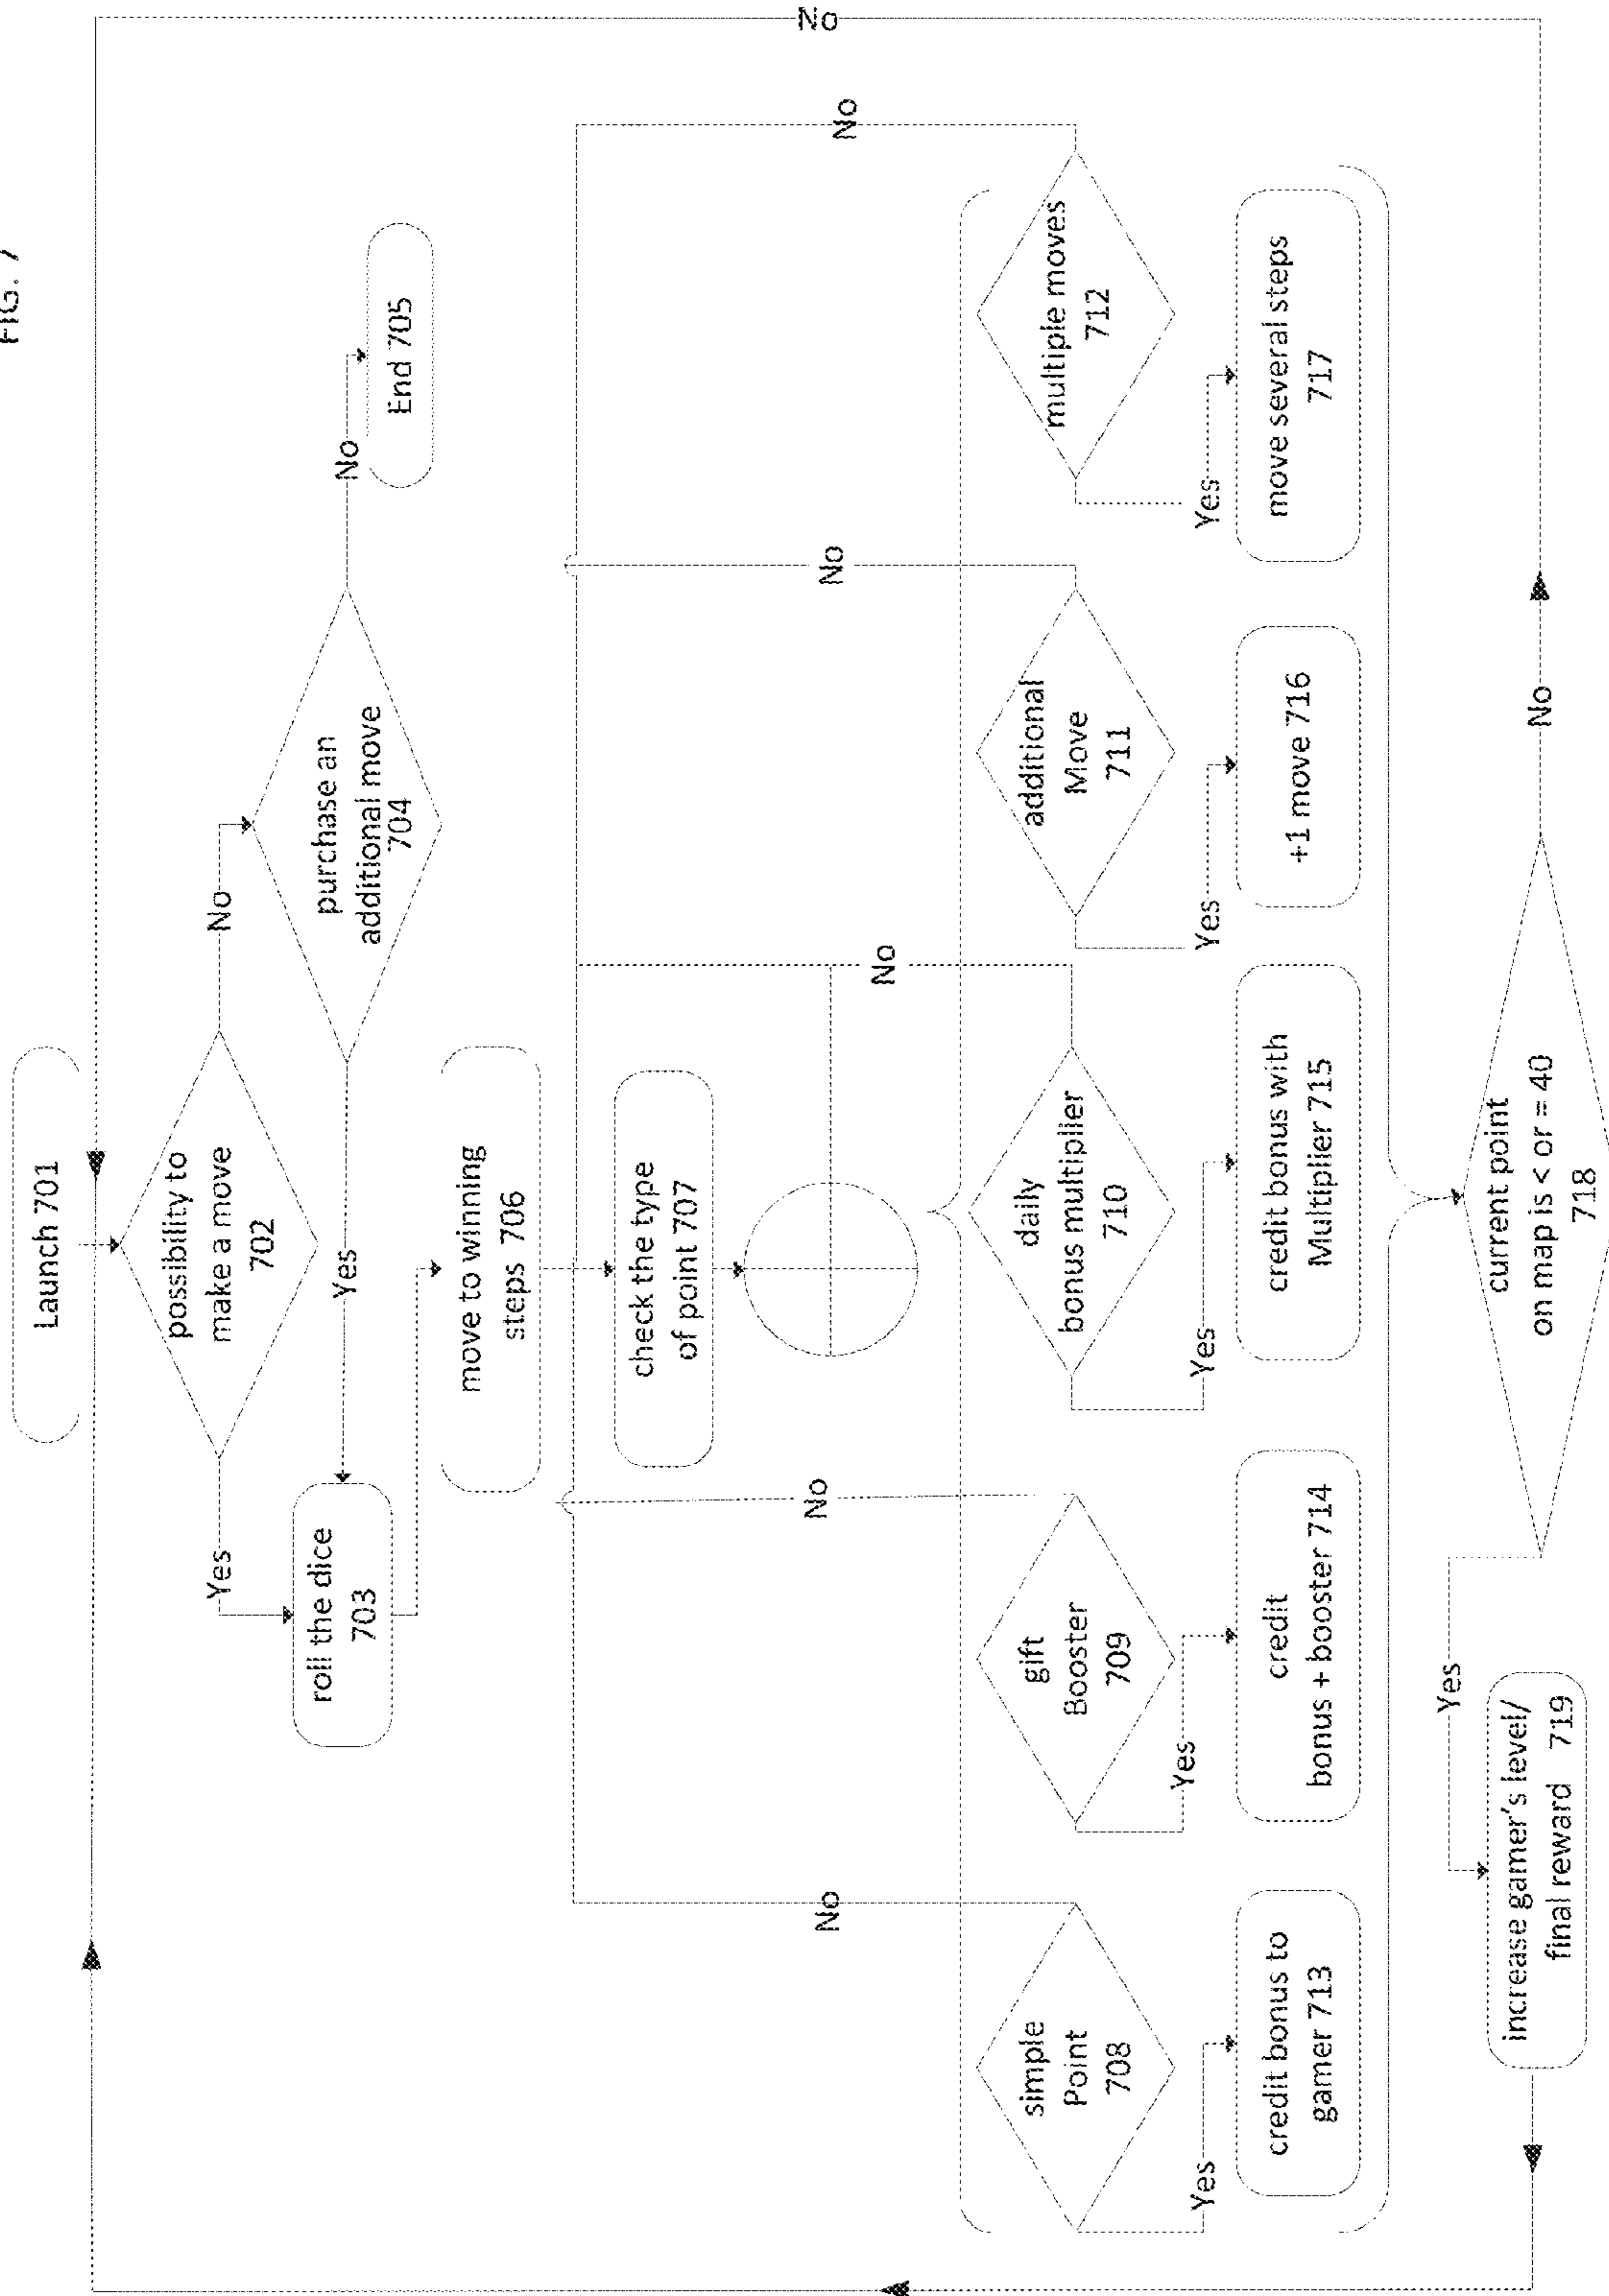 FIG. 7
Launch 701
possibility to
make a move
702
Yes
No
purchase an
additional move
704
Yes
No
End 705
roll the dice
703
move to winning
steps 706
check the type
of point 707
No
No
No
No
No
No
simple
Point
708
gift
Booster
709
daily
bonus multiplier
710
additional
Move
711
multiple moves
712
Yes
Yes
Yes
Yes
Yes
credit bonus to
gamer 713
credit
bonus + booster 714
credit bonus with
Multiplier 715
+1 move 716
move several steps
717
current point
on map is < or = 40
718
Yes
No
increase gamer's level/
final reward 719